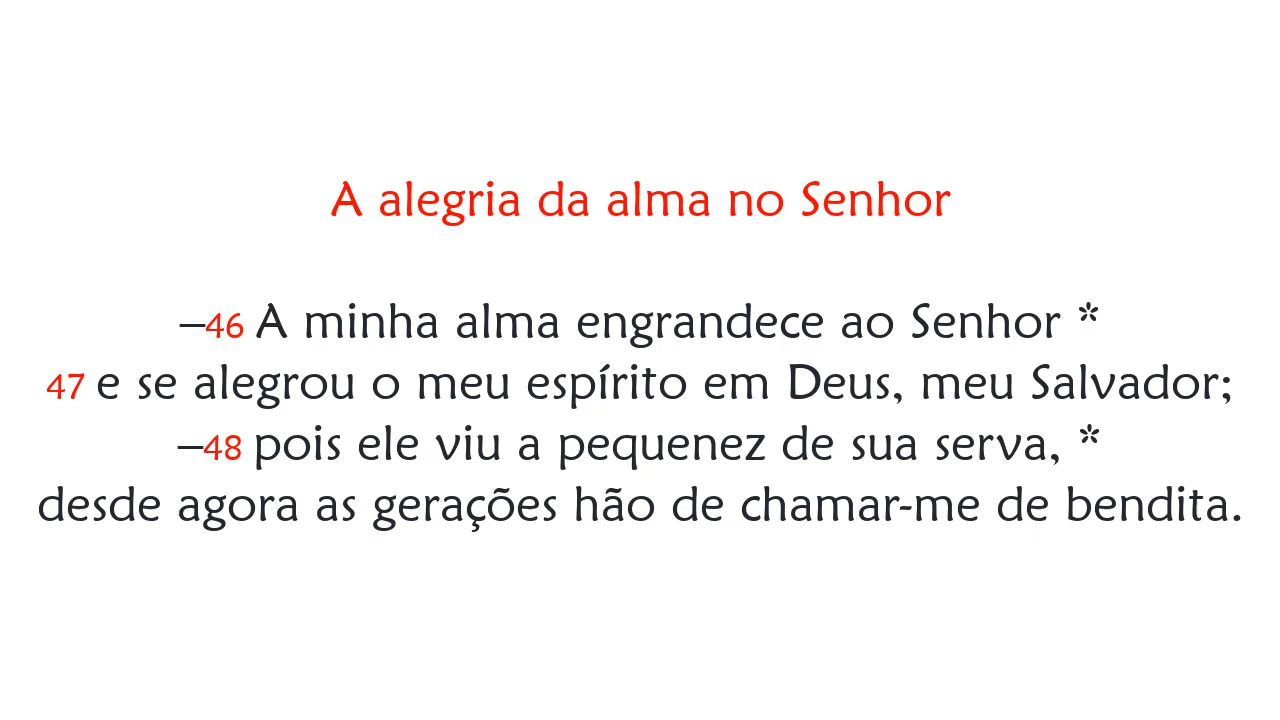 A alegria da alma no Senhor
–46 A minha alma engrandece ao Senhor *
47 e se alegrou o meu espírito em Deus, meu Salvador;
–48 pois ele viu a pequenez de sua serva, *
desde agora as gerações hão de chamar-me de bendita.